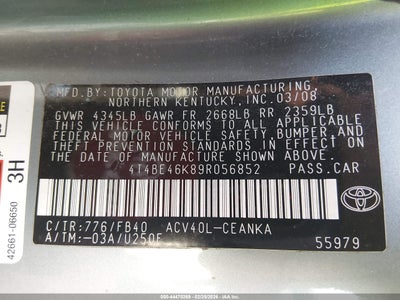 MFD. BY: TOYOTA MOTOR MANUFACTURING,
NORTHERN KENTUCKY, INC. 03/08
GVWR 4345LB GAWR FR 2668LB RR 2359LB
THIS VEHICLE CONFORMS TO ALL APPLICABLE
FEDERAL MOTOR VEHICLE SAFETY, BUMPER, AND
THEFT PREVENTION STANDARDS IN EFFECT ON
THE DATE OF MANUFACTURE SHOWN ABOVE.
4T4BE46K89R056852 PASS.CAR
C/TR:776/FB40 ACV40L-CEANKA
A/TM:-03A/U250E
TOYOTA
55979
3H
42661-06650